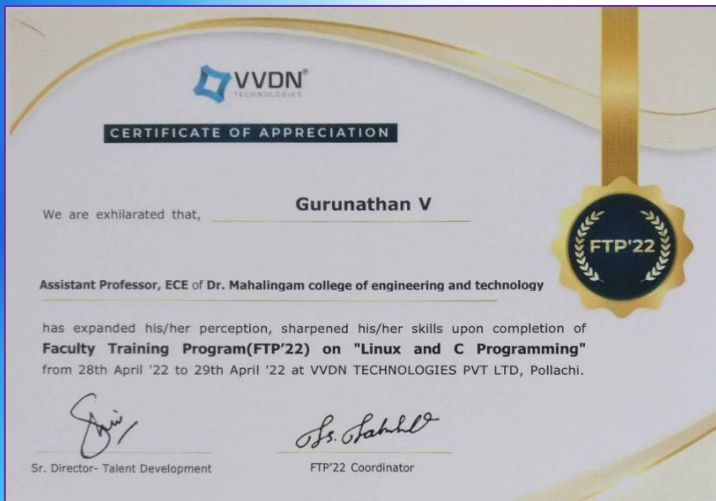 VVDN®
TECHNOLOGIES
CERTIFICATE OF APPRECIATION
We are exhilarated that, Gurunathan V
FTP'22
Assistant Professor, ECE of Dr. Mahalingam college of engineering and technology
has expanded his/her perception, sharpened his/her skills upon completion of
Faculty Training Program(FTP'22) on "Linux and C Programming"
from 28th April '22 to 29th April '22 at VVDN TECHNOLOGIES PVT LTD, Pollachi.
Sr. Director- Talent Development
FTP'22 Coordinator